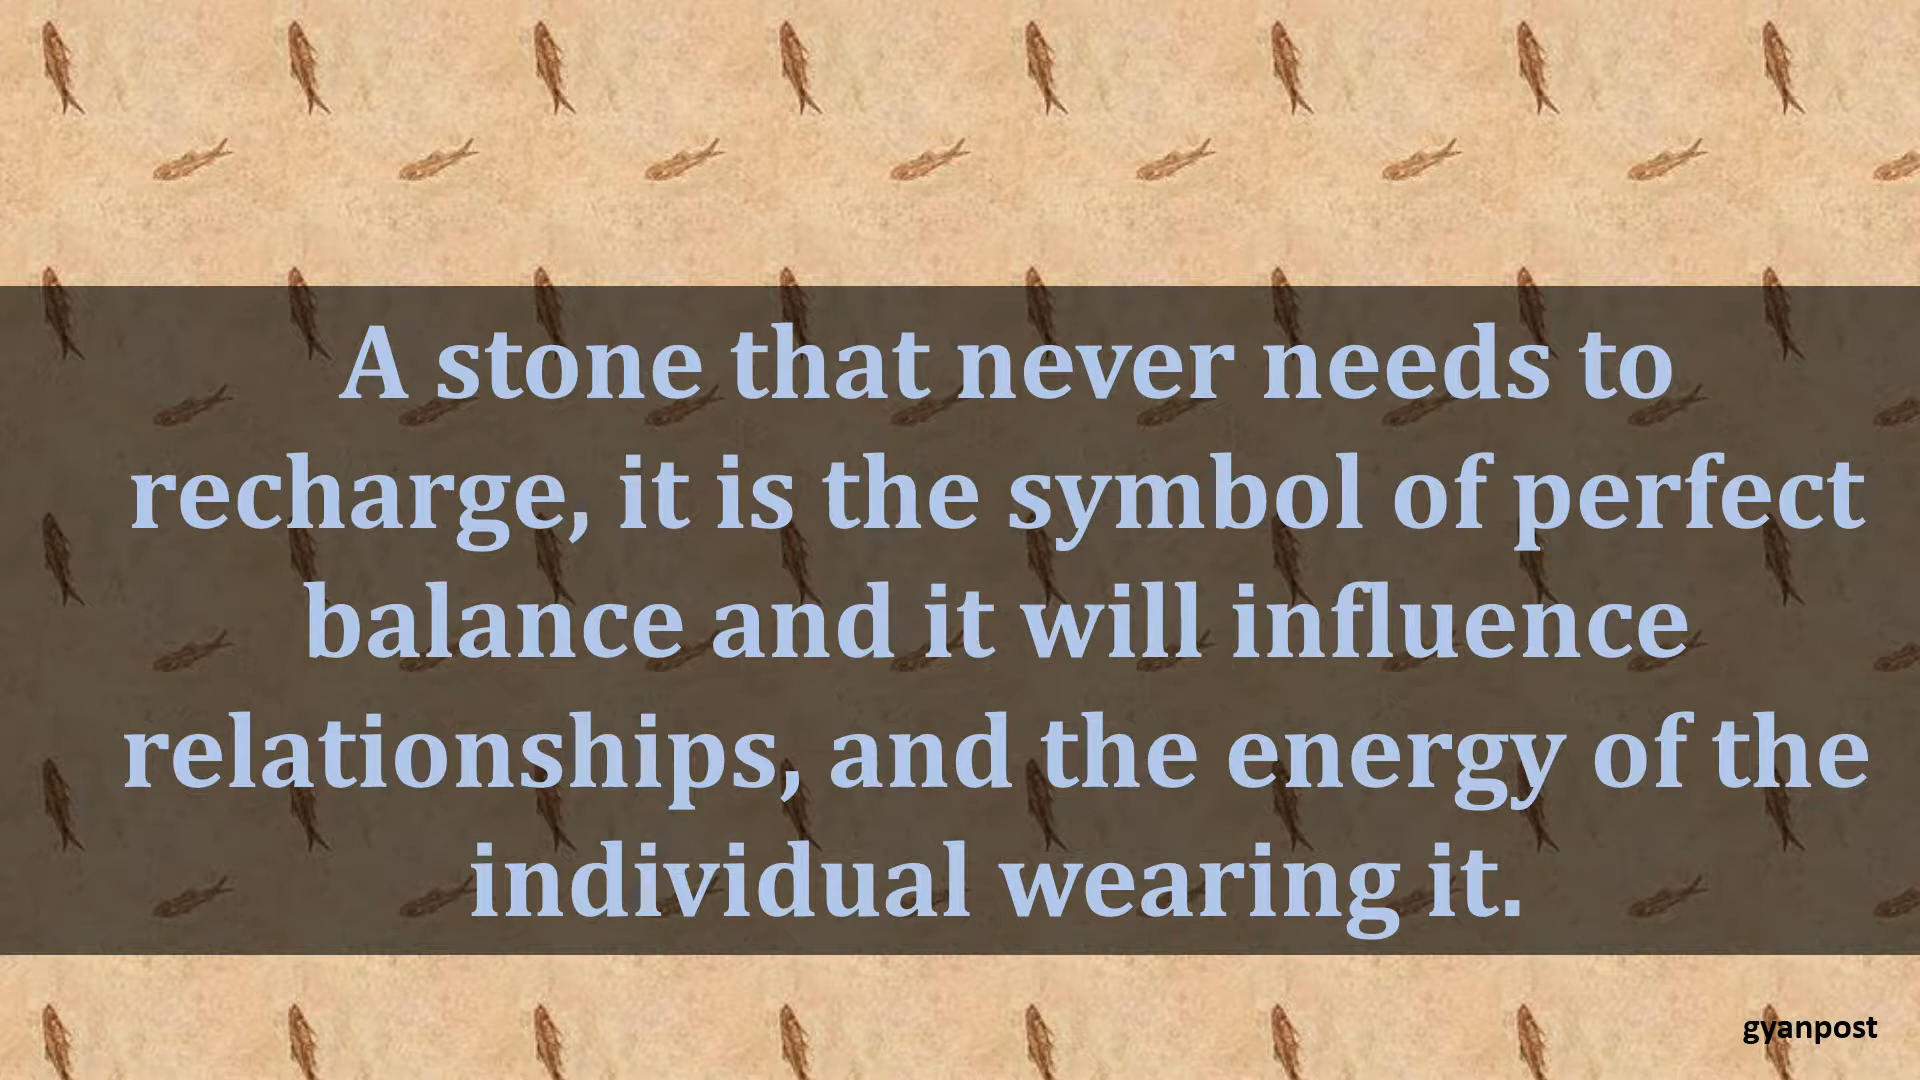 A stone that never needs to
recharge, it is the symbol of perfect
balance and it will influence
relationships, and the energy of the
individual wearing it.
gyanpost